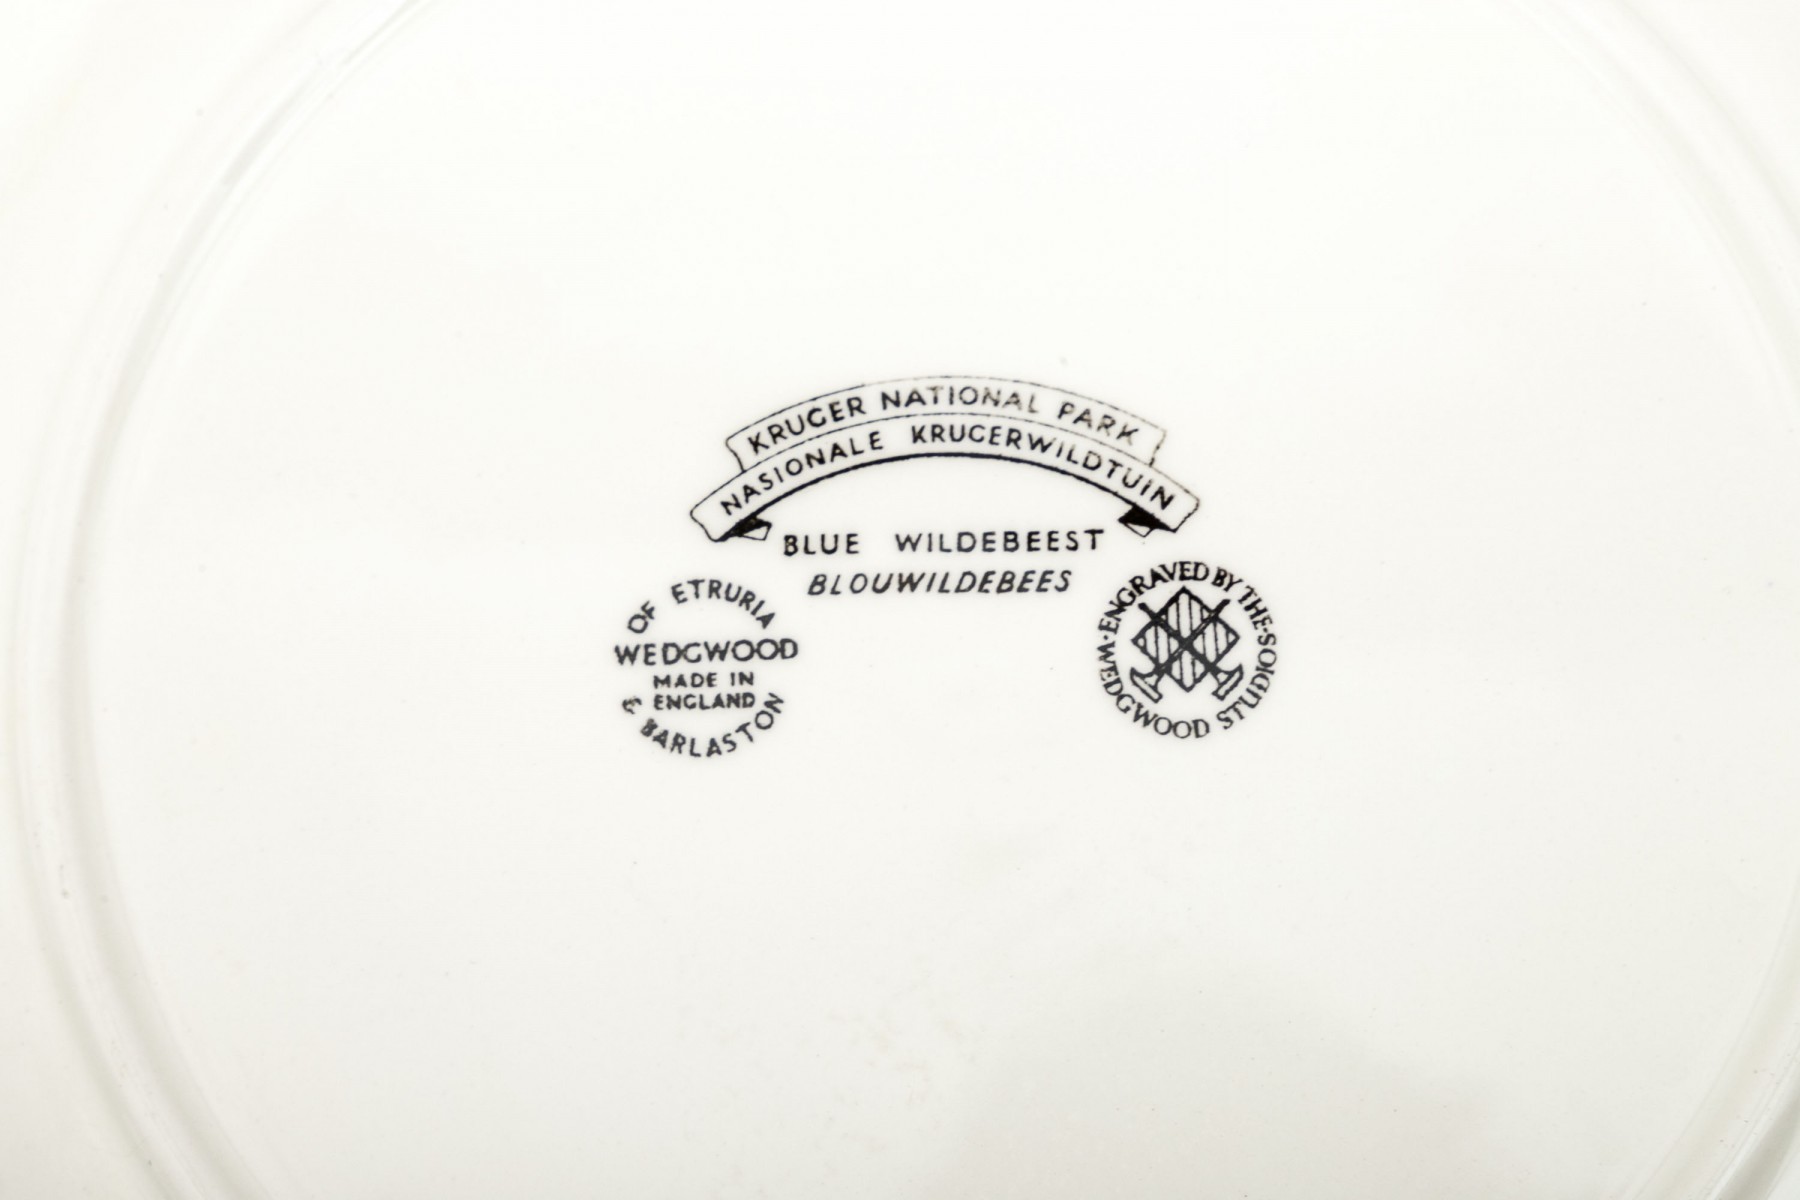 KRUGER NATIONAL PARK
NASIONALE KRUGERWILDTUIN
BLUE WILDEBEEST
BLOUWILDEBEES
OF ETRURIA
WEDGWOOD
MADE IN
ENGLAND
& BARLASTON
ENGRAVED BY THE·STUDIOS·OF WEDGWOOD